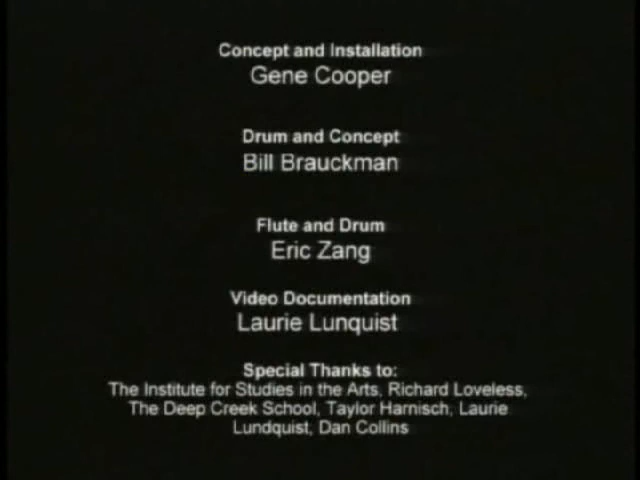 Concept and Installation
Gene Cooper
Drum and Concept
Bill Brauckman
Flute and Drum
Eric Zang
Video Documentation
Laurie Lunquist
Special Thanks to:
The Institute for Studies in the Arts, Richard Loveless,
The Deep Creek School, Taylor Harnisch, Laurie
Lundquist, Dan Collins